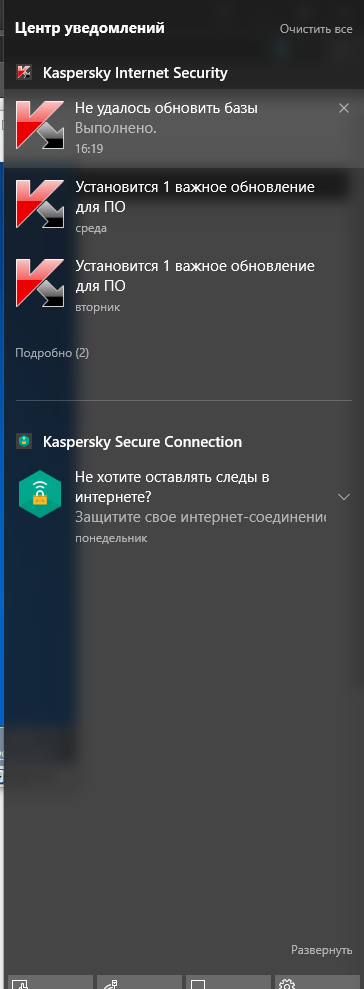 Центр уведомлений
Очистить все
Kaspersky Internet Security
Не удалось обновить базы
Выполнено.
16:19
Установится 1 важное обновление
для ПО
среда
Установится 1 важное обновление
для ПО
вторник
Подробно (2)
Kaspersky Secure Connection
Не хотите оставлять следы в
интернете?
Защитите свое интернет-соединение
понедельник
Развернуть